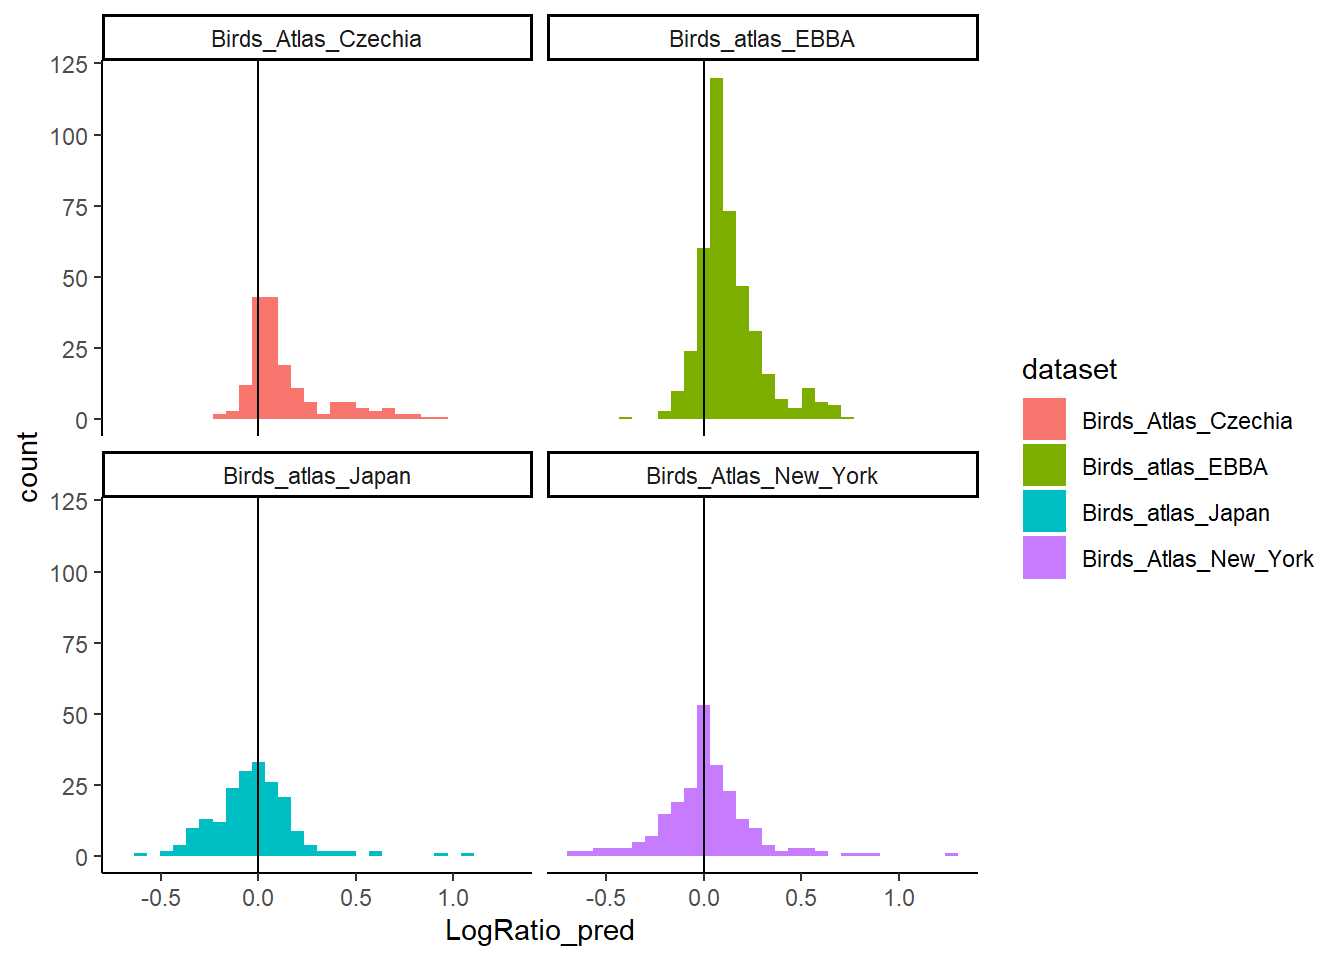 Birds_Atlas_Czechia
Birds_atlas_EBBA
125
100
75
50
25
0
Birds_atlas_Japan
Birds_Atlas_New_York
125
100
75
50
25
0
-0.5
0.0
0.5
1.0
-0.5
0.0
0.5
1.0
LogRatio_pred
count
dataset
Birds_Atlas_Czechia
Birds_atlas_EBBA
Birds_atlas_Japan
Birds_Atlas_New_York